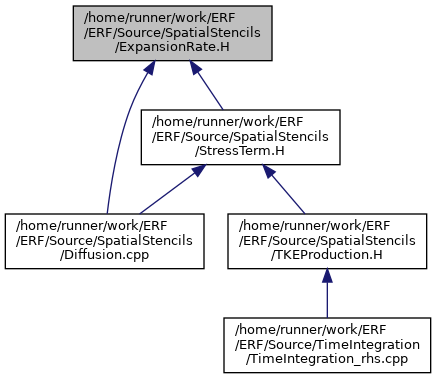 /home/runner/work/ERF
/ERF/Source/SpatialStencils
/ExpansionRate.H
/home/runner/work/ERF
/ERF/Source/SpatialStencils
/StressTerm.H
/home/runner/work/ERF
/ERF/Source/SpatialStencils
/Diffusion.cpp
/home/runner/work/ERF
/ERF/Source/SpatialStencils
/TKEProduction.H
/home/runner/work/ERF
/ERF/Source/TimeIntegration
/TimeIntegration_rhs.cpp